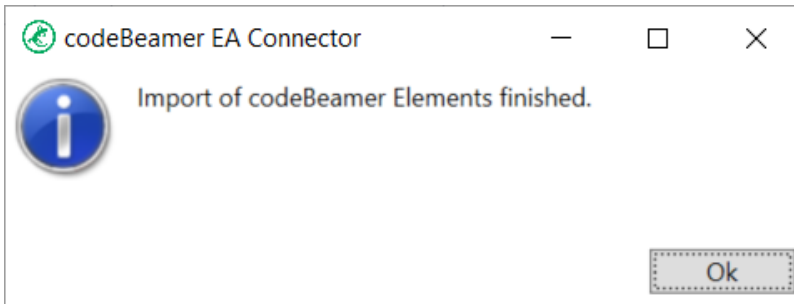 codeBeamer EA Connector
Import of codeBeamer Elements finished.
Ok